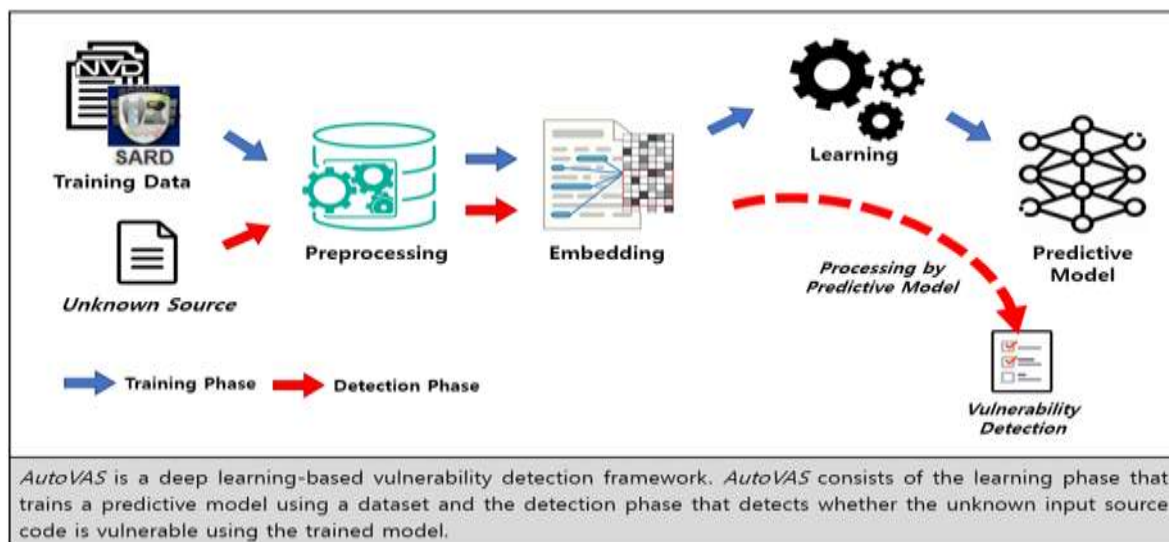 NVD
SARD
Training Data
Unknown Source
Preprocessing
Embedding
Learning
Predictive
Model
Processing by
Predictive Model
Vulnerability
Detection
Training Phase
Detection Phase
AutoVAS is a deep learning-based vulnerability detection framework. AutoVAS consists of the learning phase that
trains a predictive model using a dataset and the detection phase that detects whether the unknown input source
code is vulnerable using the trained model.